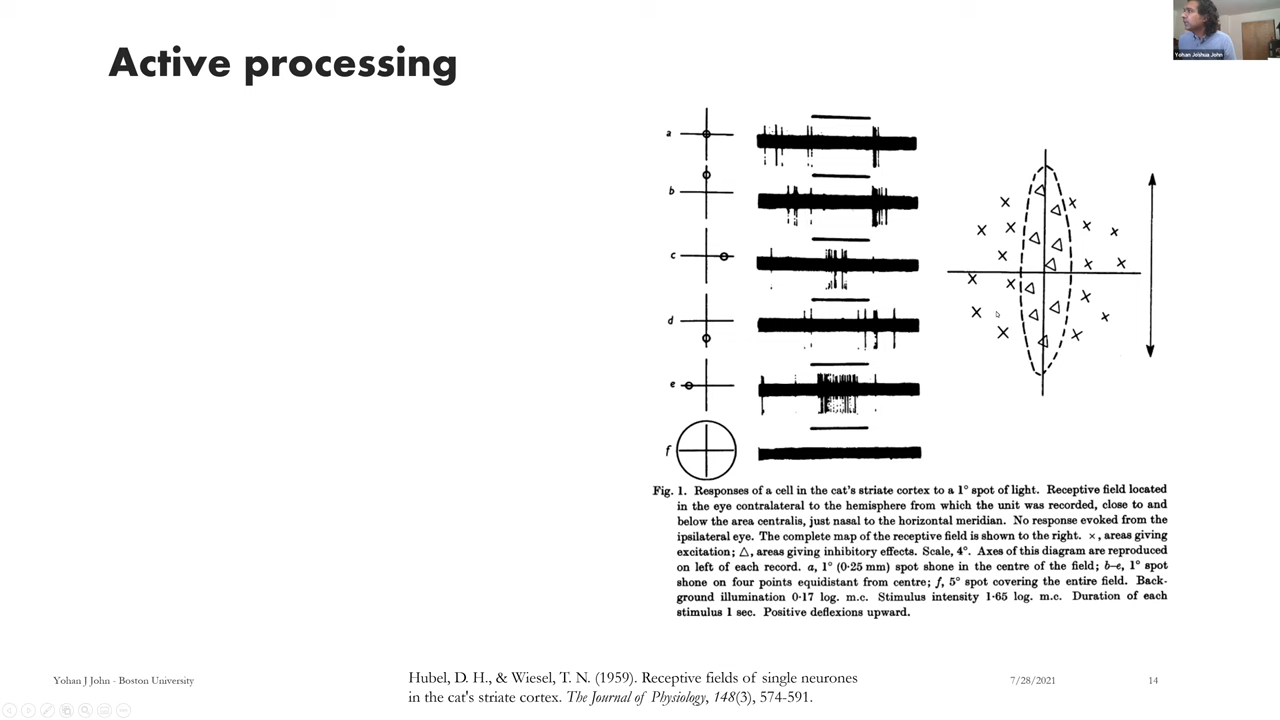 Active processing
Yohan Joshua John
a
b
c
d
e
f
Fig. 1. Responses of a cell in the cat's striate cortex to a 1° spot of light. Receptive field located
in the eye contralateral to the hemisphere from which the unit was recorded, close to and
below the area centralis, just nasal to the horizontal meridian. No response evoked from the
ipsilateral eye. The complete map of the receptive field is shown to the right. ×, areas giving
excitation; △, areas giving inhibitory effects. Scale, 4°. Axes of this diagram are reproduced
on left of each record. a, 1° (0·25 mm) spot shone in the centre of the field; b–e, 1° spot
shone on four points equidistant from centre; f, 5° spot covering the entire field. Back-
ground illumination 0·17 log. m.c. Stimulus intensity 1·65 log. m.c. Duration of each
stimulus 1 sec. Positive deflexions upward.
Yohan J John - Boston University
Hubel, D. H., & Wiesel, T. N. (1959). Receptive fields of single neurones
in the cat's striate cortex. The Journal of Physiology, 148(3), 574-591.
7/28/2021
14